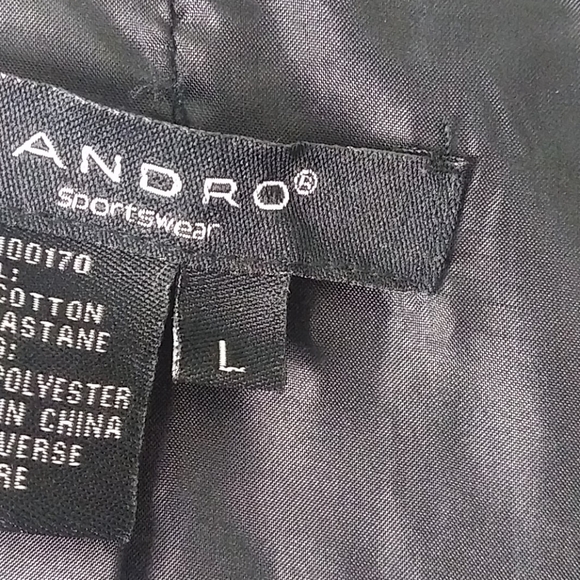 ANDRO®
sportswear
L
100170
L:
COTTON
ASTANE
G:
POLYESTER
IN CHINA
VERSE
RE